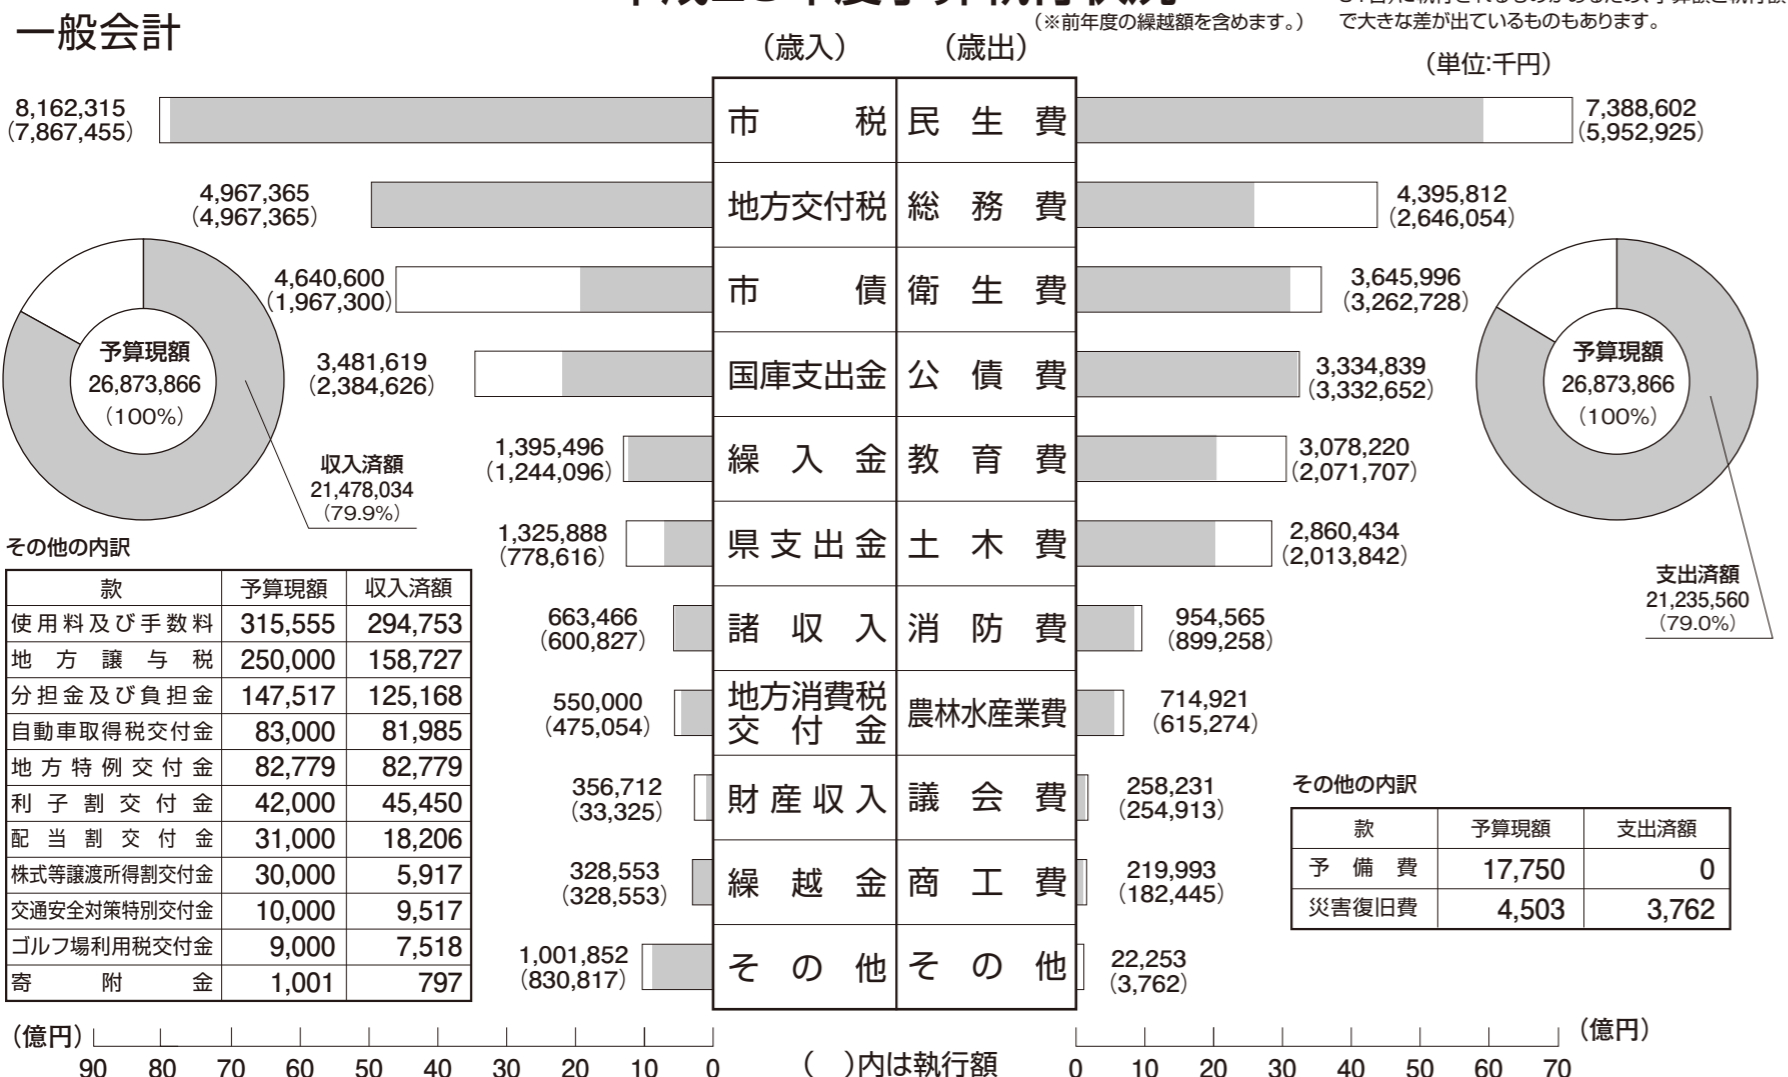 一般会計
(※前年度の繰越額を含めます。)
で大きな差が出ているものもあります。
(単位:千円)
(歳入)
(歳出)
8,162,315
(7,867,455)
市税
民生費
7,388,602
(5,952,925)
4,967,365
(4,967,365)
地方交付税
総務費
4,395,812
(2,646,054)
4,640,600
(1,967,300)
市債
衛生費
3,645,996
(3,262,728)
3,481,619
(2,384,626)
国庫支出金
公債費
3,334,839
(3,332,652)
1,395,496
(1,244,096)
繰入金
教育費
3,078,220
(2,071,707)
1,325,888
(778,616)
県支出金
土木費
2,860,434
(2,013,842)
663,466
(600,827)
諸収入
消防費
954,565
(899,258)
550,000
(475,054)
地方消費税
交付金
農林水産業費
714,921
(615,274)
356,712
(33,325)
財産収入
議会費
258,231
(254,913)
328,553
(328,553)
繰越金
商工費
219,993
(182,445)
1,001,852
(830,817)
その他
その他
22,253
(3,762)
予算現額
26,873,866
(100%)
収入済額
21,478,034
(79.9%)
予算現額
26,873,866
(100%)
支出済額
21,235,560
(79.0%)
その他の内訳
款 予算現額 収入済額
使用料及び手数料 315,555 294,753
地方譲与税 250,000 158,727
分担金及び負担金 147,517 125,168
自動車取得税交付金 83,000 81,985
地方特例交付金 82,779 82,779
利子割交付金 42,000 45,450
配当割交付金 31,000 18,206
株式等譲渡所得割交付金 30,000 5,917
交通安全対策特別交付金 10,000 9,517
ゴルフ場利用税交付金 9,000 7,518
寄附金 1,001 797
その他の内訳
款 予算現額 支出済額
予備費 17,750 0
災害復旧費 4,503 3,762
(億円)
90 80 70 60 50 40 30 20 10 0
( )内は執行額
0 10 20 30 40 50 60 70
(億円)